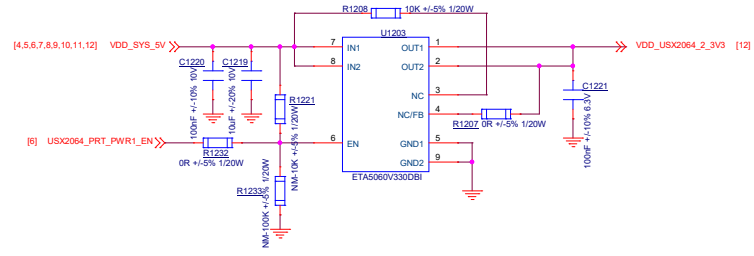 R1208 10K +/-5% 1/20W
U1203
[4,5,6,7,8,9,10,11,12] VDD_SYS_5V
7 IN1 OUT1 1
VDD_USX2064_2_3V3 [12]
8 IN2 OUT2 2
C1220 C1219
100nF +/-10% 10V
10uF +/-20% 10V
NC 3
C1221
100nF +/-10% 6.3V
R1221
NM-10K +/-5% 1/20W
NC/FB 4
R1207 0R +/-5% 1/20W
[6] USX2064_PRT_PWR1_EN
6 EN GND1 5
R1232
0R +/-5% 1/20W
GND2 9
R1233
NM-100K +/-5% 1/20W
ETA5060V330DBI